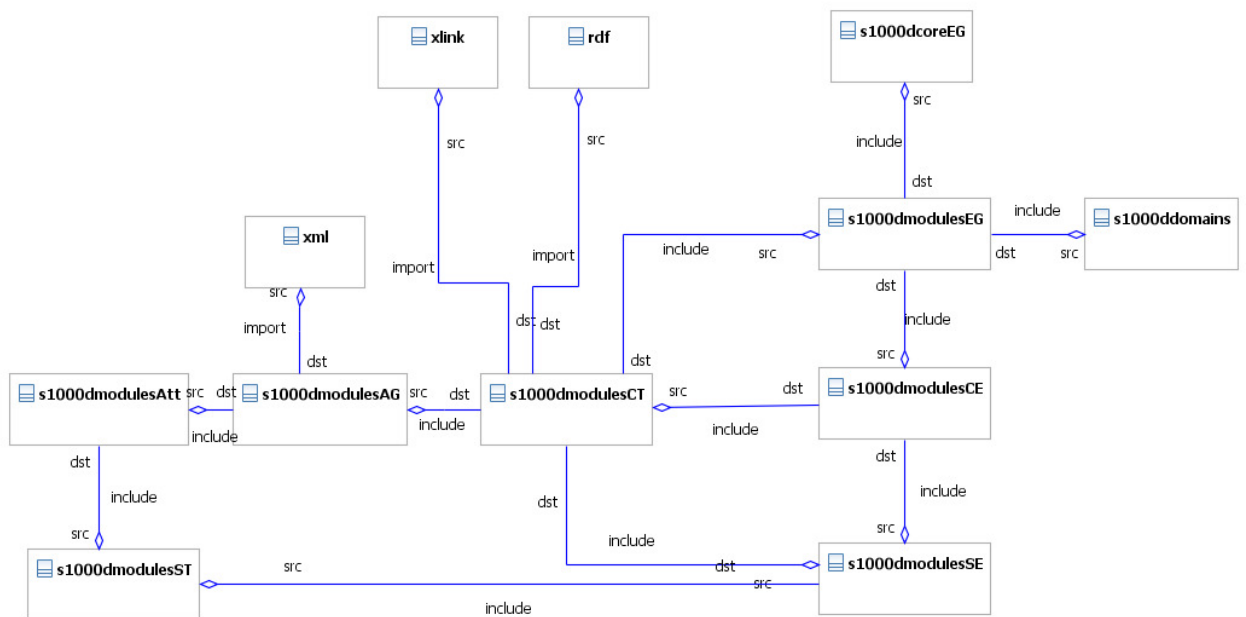 xlink
rdf
s1000dcoreEG
src
src
src
include
dst
s1000dmodulesEG
include
s1000ddomains
xml
import
import
include
src
dst
src
src
dst
include
import
dst
dst
dst
dst
src
s1000dmodulesAtt
src
dst
s1000dmodulesAG
src
dst
s1000dmodulesCT
src
dst
s1000dmodulesCE
include
include
include
dst
dst
dst
include
include
src
include
src
s1000dmodulesST
src
dst
s1000dmodulesSE
src
include